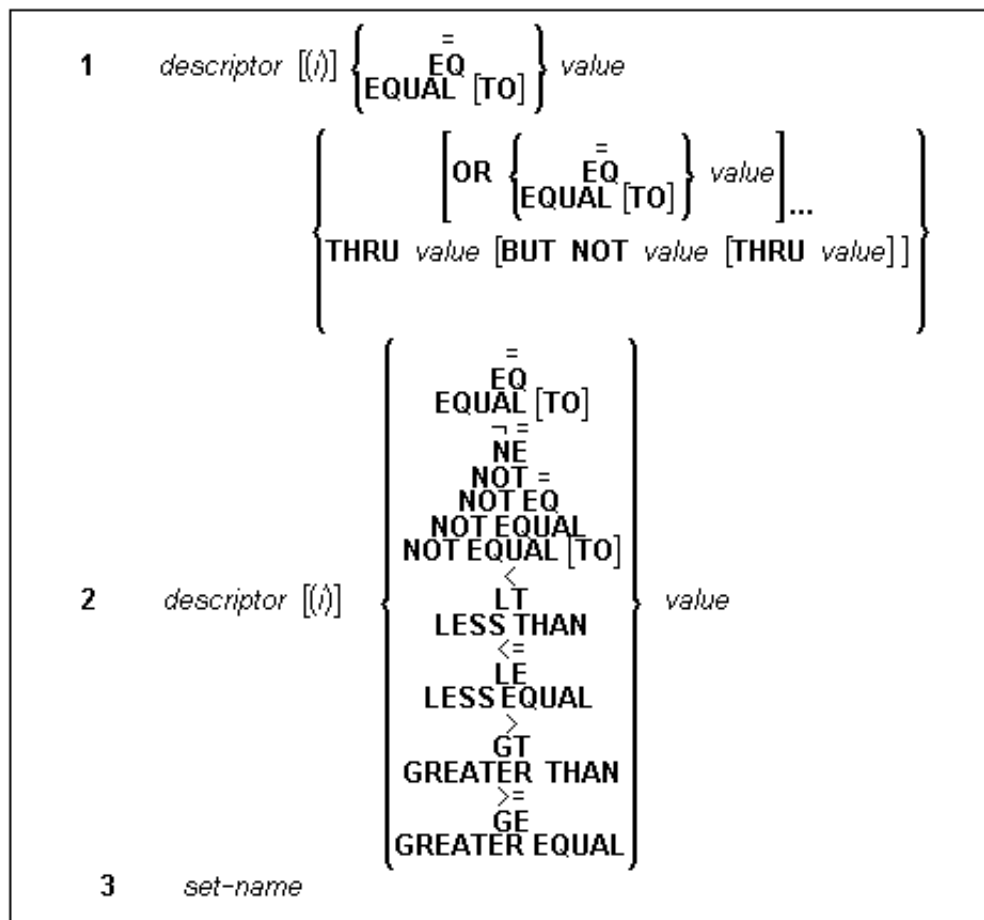 =
1 descriptor [(i)] { EQ } value
EQUAL [TO]
=
[OR { EQ } value]...
EQUAL [TO]
THRU value [BUT NOT value [THRU value] ]
=
EQ
EQUAL [TO]
¬ =
NE
NOT =
NOT EQ
NOT EQUAL
NOT EQUAL [TO]
<
2 descriptor [(i)] LT value
LESS THAN
<=
LE
LESS EQUAL
>
GT
GREATER THAN
>=
GE
GREATER EQUAL
3 set-name